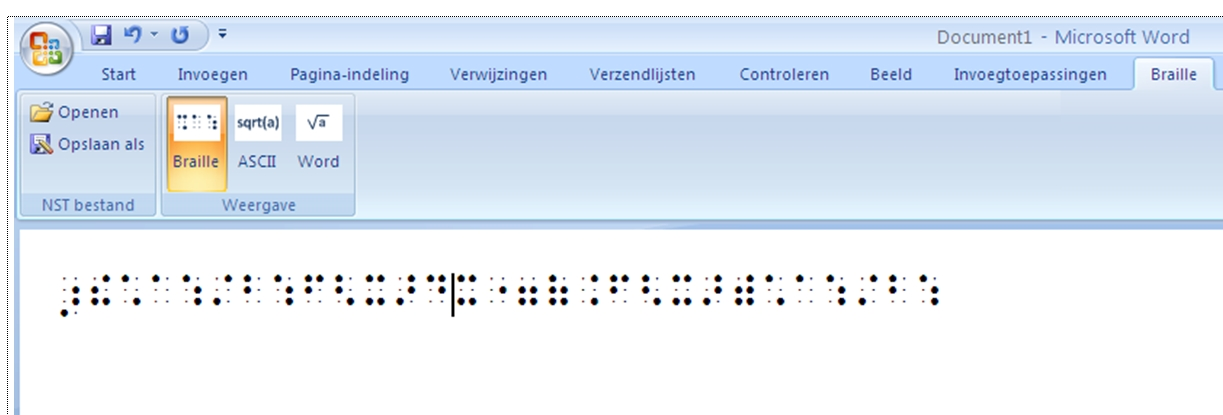 Document1 - Microsoft Word
Start Invoegen Pagina-indeling Verwijzingen Verzendlijsten Controleren Beeld Invoegtoepassingen Braille
Openen
Opslaan als
NST bestand
sqrt(a) √a
Braille ASCII Word
Weergave